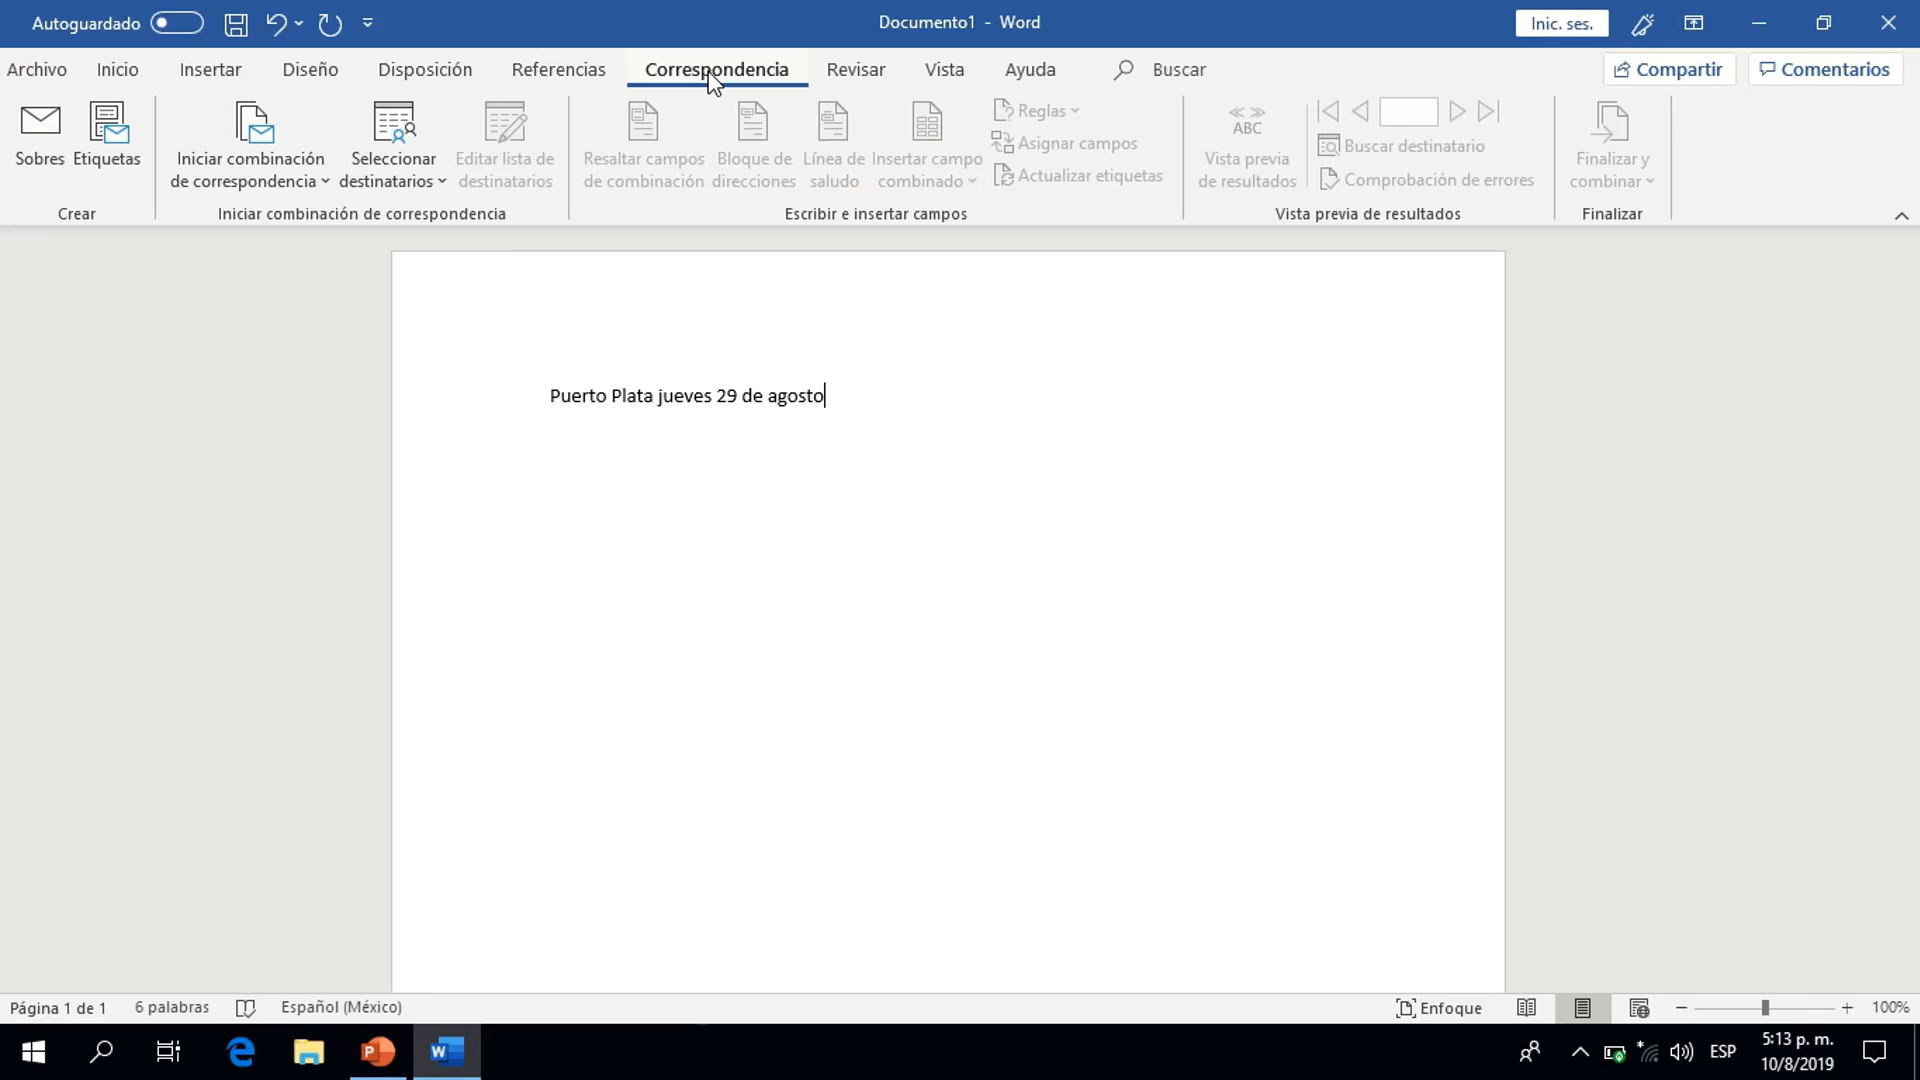 Autoguardado
Documento1 - Word
Inic. ses.
Archivo Inicio Insertar Diseño Disposición Referencias Correspondencia Revisar Vista Ayuda Buscar Compartir Comentarios
Sobres
Etiquetas
Crear
Iniciar combinación
de correspondencia
Seleccionar
destinatarios
Editar lista de
destinatarios
Iniciar combinación de correspondencia
Resaltar campos
de combinación
Bloque de
direcciones
Línea de
saludo
Insertar campo
combinado
Reglas
Asignar campos
Actualizar etiquetas
Escribir e insertar campos
ABC
Vista previa
de resultados
Buscar destinatario
Comprobación de errores
Vista previa de resultados
Finalizar y
combinar
Finalizar
Puerto Plata jueves 29 de agosto
Página 1 de 1 6 palabras Español (México) Enfoque 100%
ESP
5:13 p. m.
10/8/2019